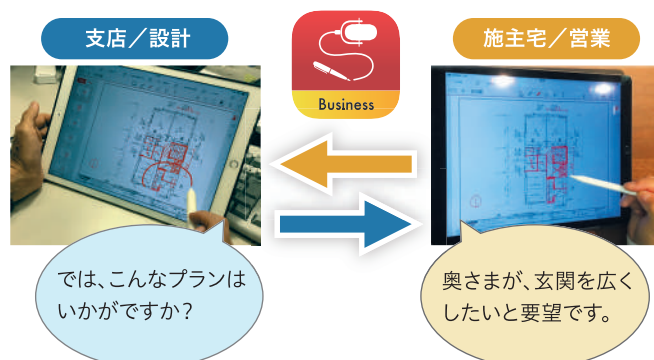 支店／設計
施主宅／営業
Business
では、こんなプランは
いかがですか？
奥さまが、玄関を広く
したいと要望です。